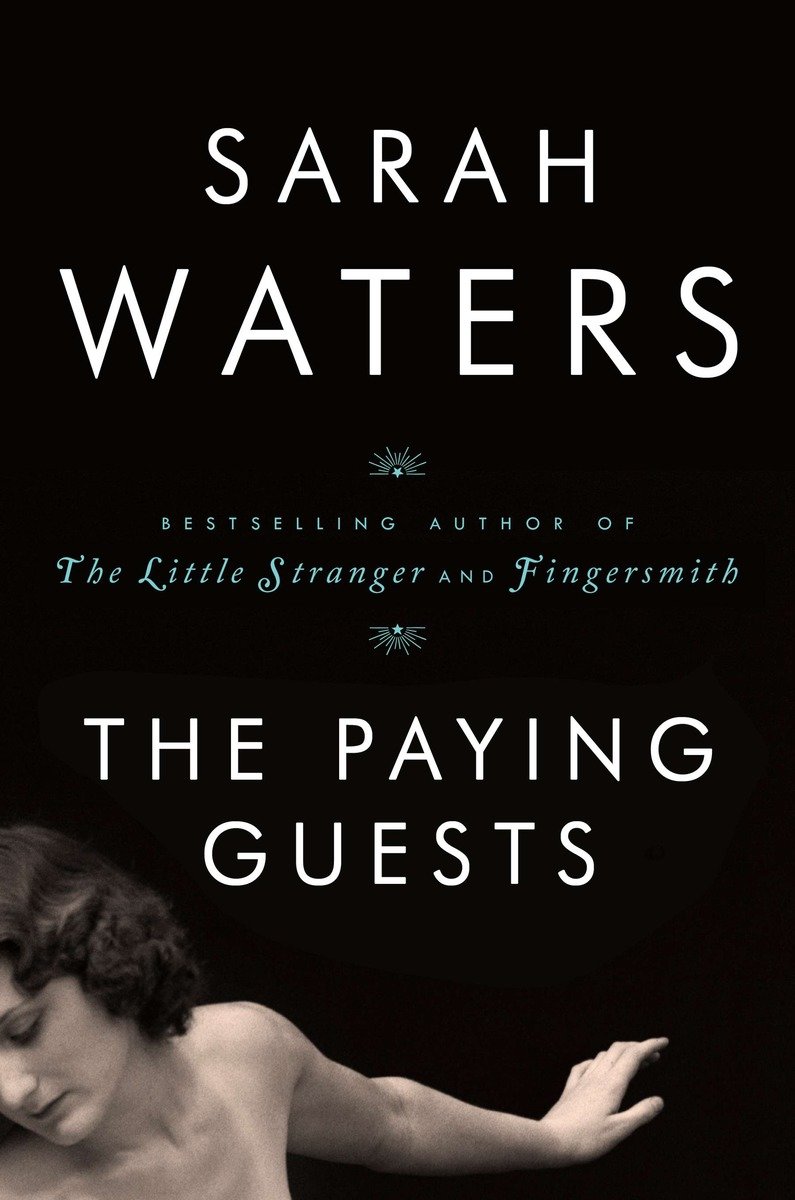 SARAH
WATERS
BESTSELLING AUTHOR OF
The Little Stranger AND Fingersmith
THE PAYING
GUESTS